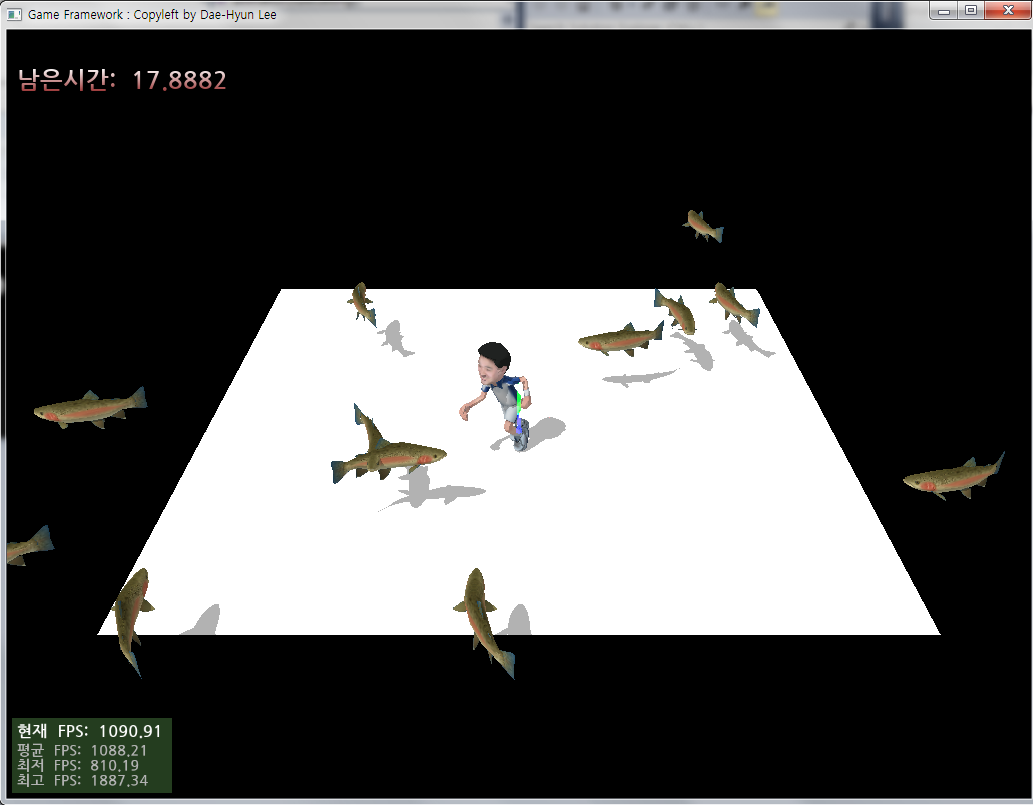 Game Framework : Copyleft by Dae-Hyun Lee
남은시간: 17.8882
현재 FPS: 1090.91
평균 FPS: 1088.21
최저 FPS: 810.19
최고 FPS: 1887.34